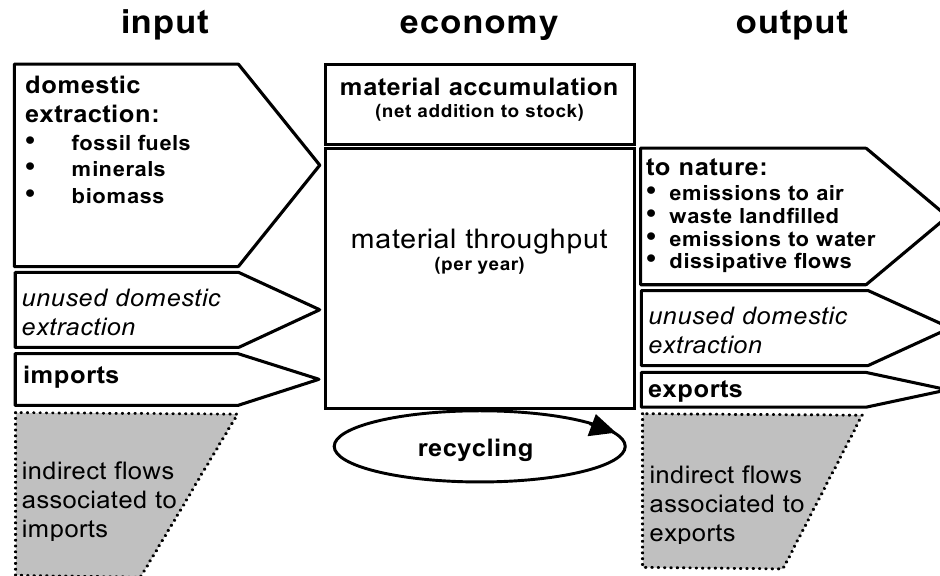 input
economy
output
domestic
extraction:
• fossil fuels
• minerals
• biomass
unused domestic
extraction
imports
indirect flows
associated to
imports
material accumulation
(net addition to stock)
material throughput
(per year)
recycling
to nature:
• emissions to air
• waste landfilled
• emissions to water
• dissipative flows
unused domestic
extraction
exports
indirect flows
associated to
exports